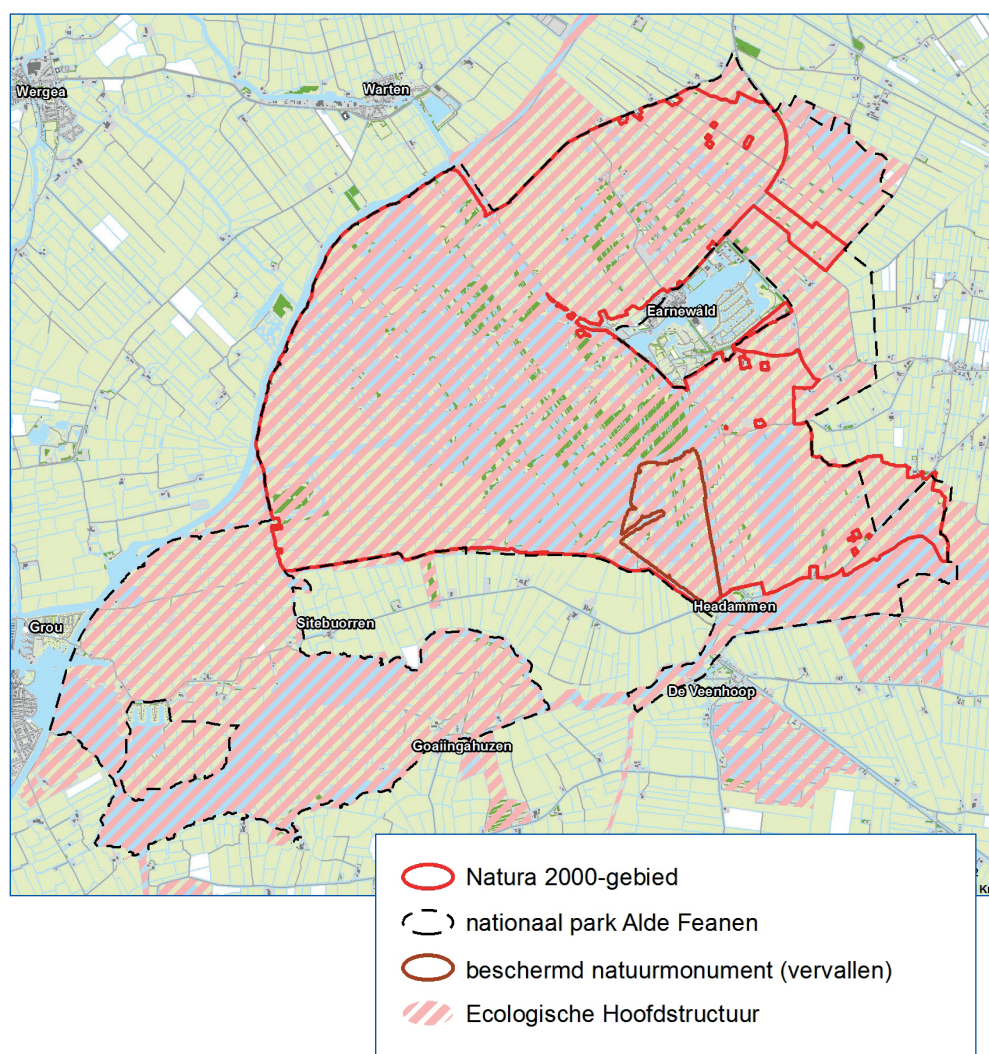 Wergea
Warten
Earnewâld
Grou
Sitebuorren
Headammen
De Veenhoop
Goaiïngahuzen
Natura 2000-gebied
nationaal park Alde Feanen
beschermd natuurmonument (vervallen)
Ecologische Hoofdstructuur